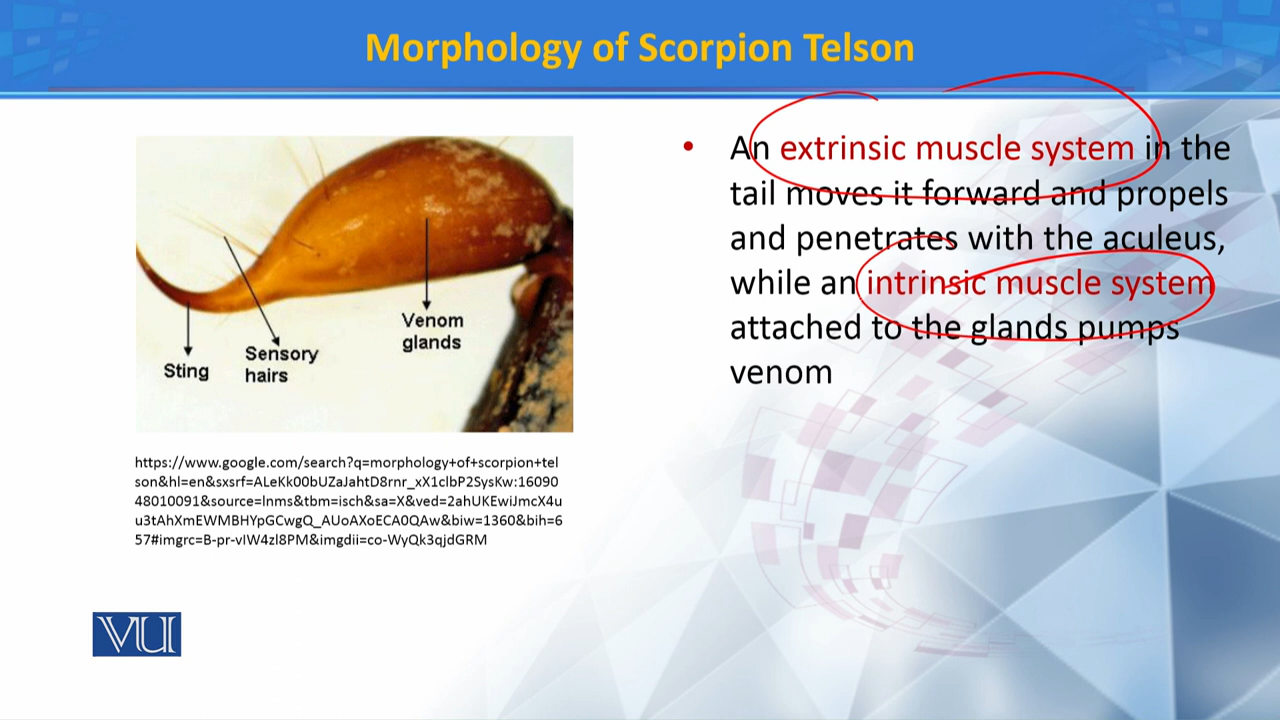 Morphology of Scorpion Telson
Sting
Sensory
hairs
Venom
glands
https://www.google.com/search?q=morphology+of+scorpion+tel
son&hl=en&sxsrf=ALeKk00bUZaJahtD8rnr_xX1clbP2SysKw:16090
48010091&source=lnms&tbm=isch&sa=X&ved=2ahUKEwiJmcX4u
u3tAhXmEWMBHYpGCwgQ_AUoAXoECA0QAw&biw=1360&bih=6
57#imgrc=B-pr-vIW4zl8PM&imgdii=co-WyQk3qjdGRM
• An extrinsic muscle system in the
tail moves it forward and propels
and penetrates with the aculeus,
while an intrinsic muscle system
attached to the glands pumps
venom
VU